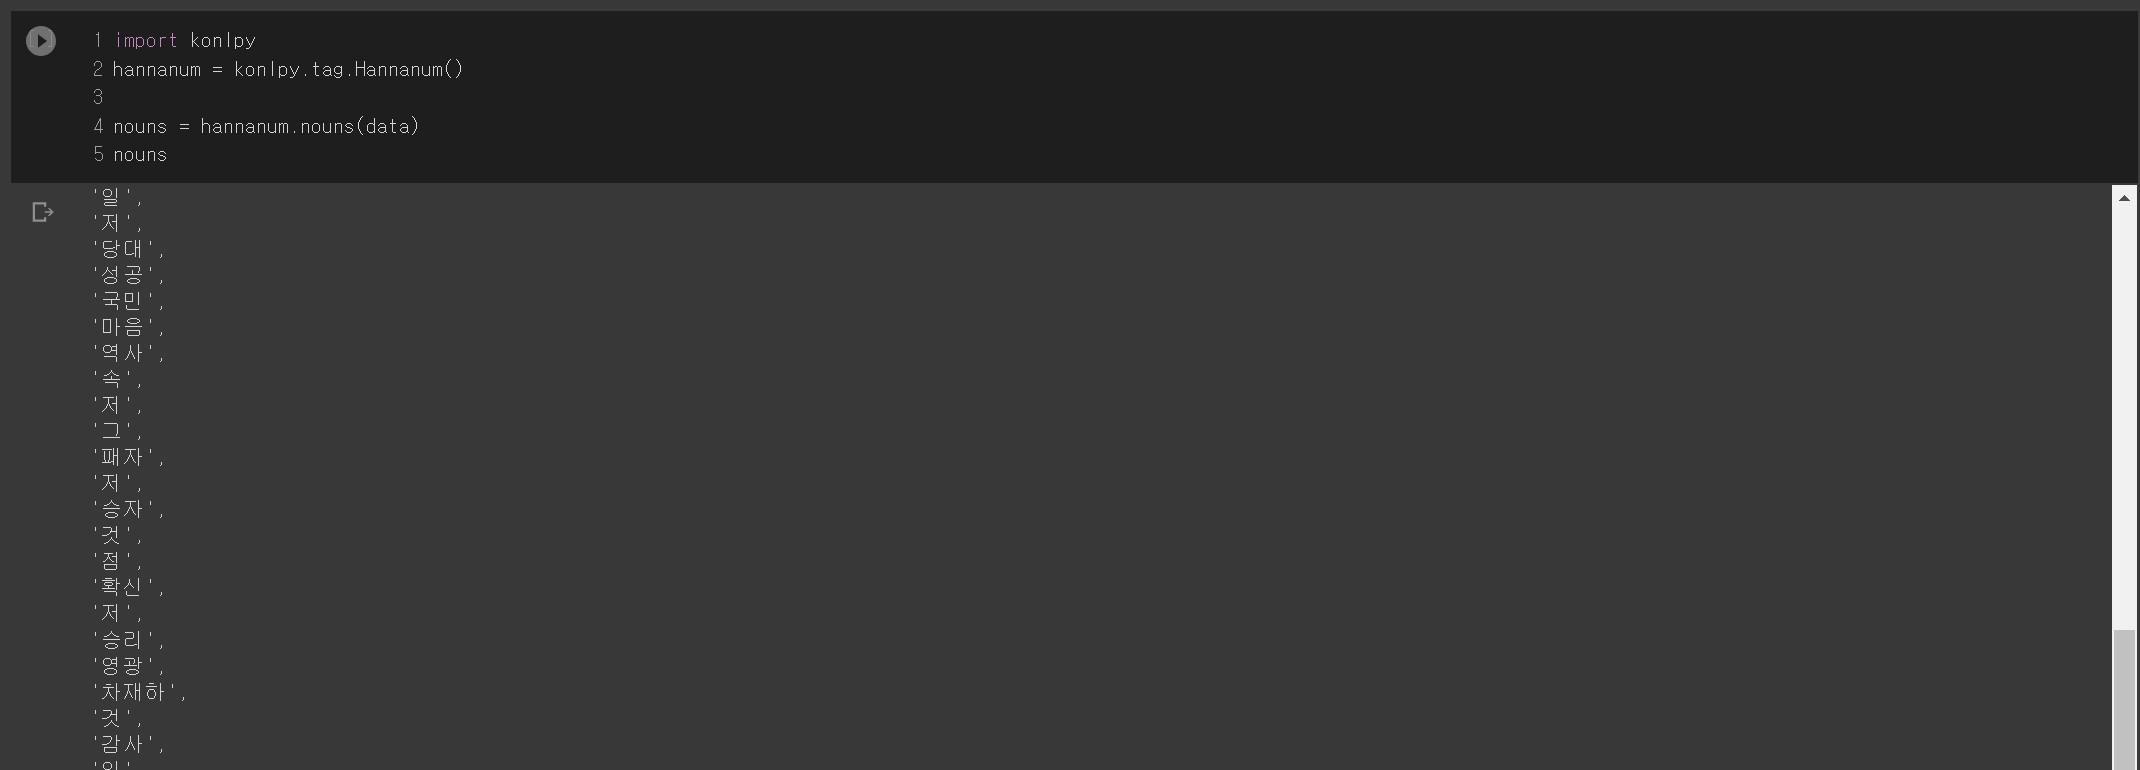 1 import konlpy
2 hannanum = konlpy.tag.Hannanum()
3
4 nouns = hannanum.nouns(data)
5 nouns
'일',
'저',
'당대',
'성공',
'국민',
'마음',
'역사',
'속',
'저',
'그',
'패자',
'저',
'승자',
'것',
'점',
'확신',
'저',
'승리',
'영광',
'차재하',
'것',
'감사',